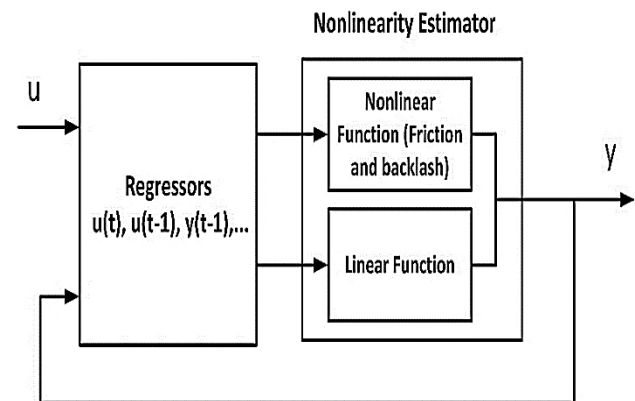 Nonlinearity Estimator
u
Regressors
u(t), u(t-1), y(t-1),...
Nonlinear
Function (Friction
and backlash)
Linear Function
y